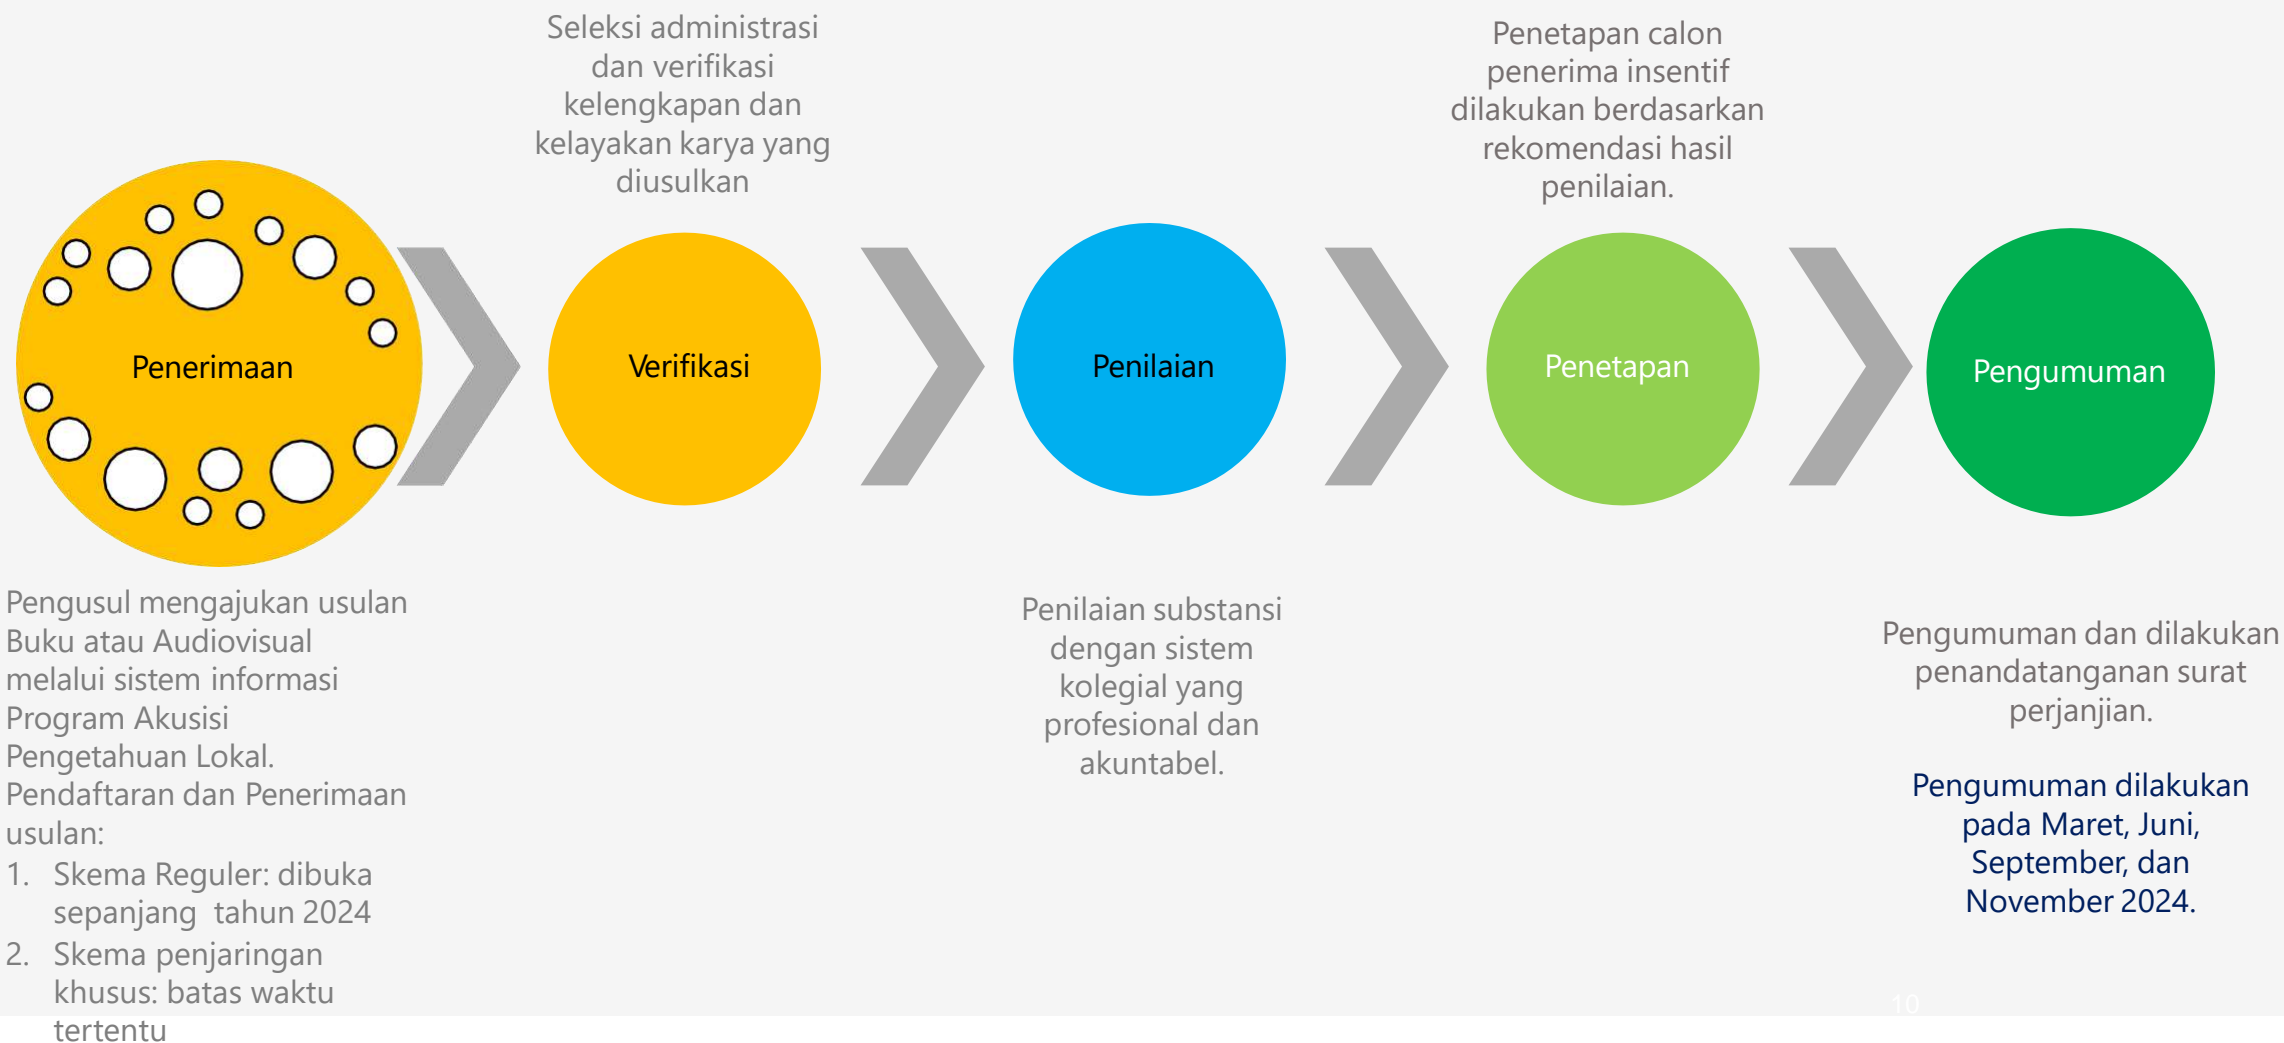 Penerimaan
Pengusul mengajukan usulan
Buku atau Audiovisual
melalui sistem informasi
Program Akusisi
Pengetahuan Lokal.
Pendaftaran dan Penerimaan
usulan:
1. Skema Reguler: dibuka
sepanjang tahun 2024
2. Skema penjaringan
khusus: batas waktu
tertentu
Seleksi administrasi
dan verifikasi
kelengkapan dan
kelayakan karya yang
diusulkan
Verifikasi
Penilaian
Penilaian substansi
dengan sistem
kolegial yang
profesional dan
akuntabel.
Penetapan calon
penerima insentif
dilakukan berdasarkan
rekomendasi hasil
penilaian.
Penetapan
Pengumuman
Pengumuman dan dilakukan
penandatanganan surat
perjanjian.
Pengumuman dilakukan
pada Maret, Juni,
September, dan
November 2024.
10